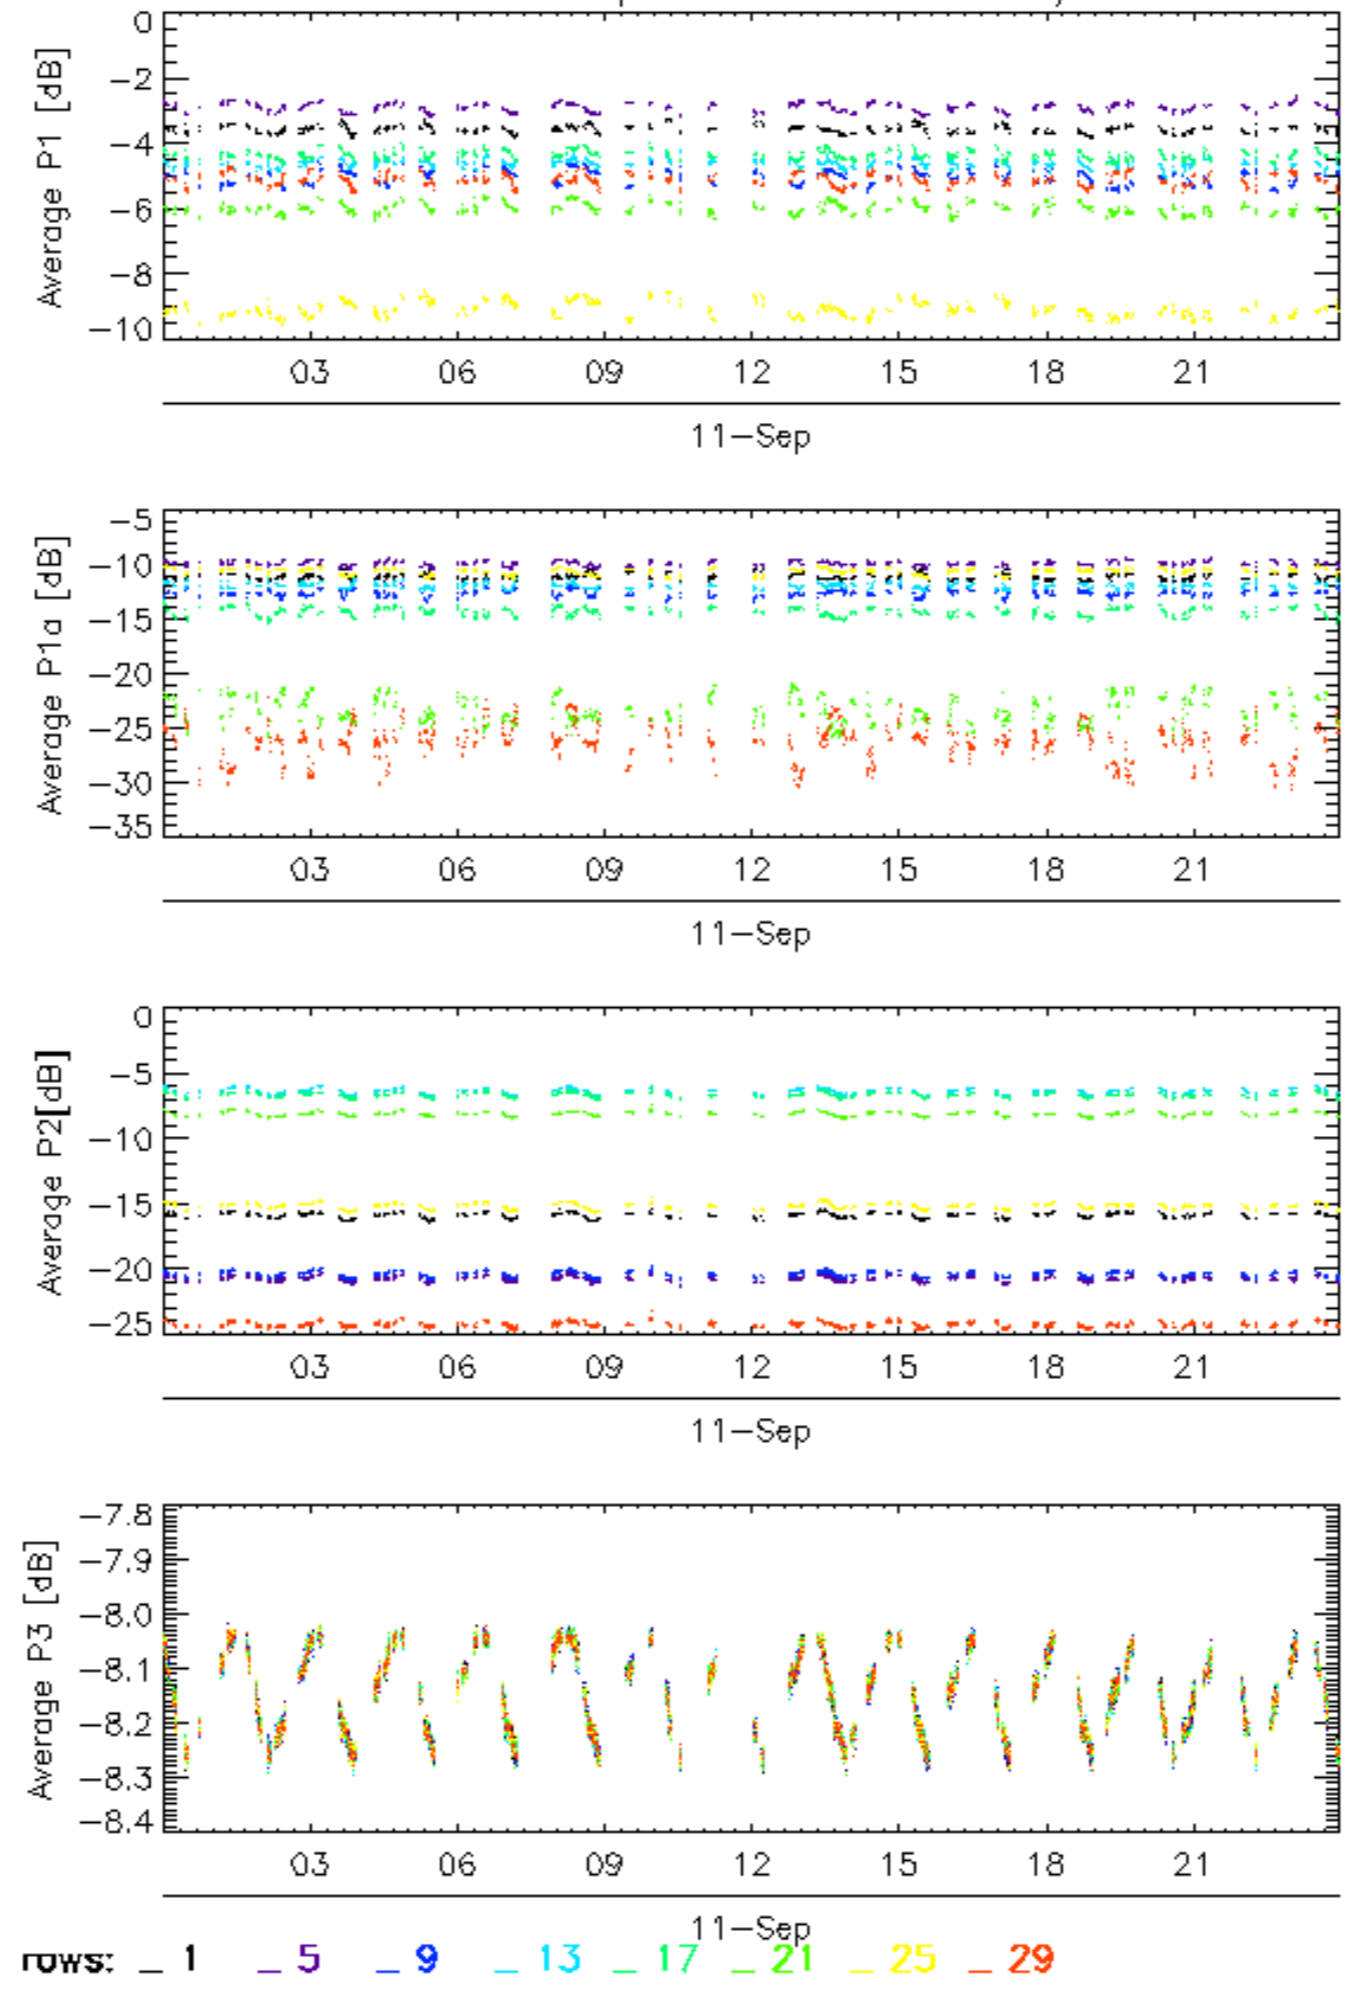 0
−2
−4
−6
−8
−10
Average P1 [dB]
03 06 09 12 15 18 21
11−Sep
−5
−10
−15
−20
−25
−30
−35
Average P1a [dB]
03 06 09 12 15 18 21
11−Sep
0
−5
−10
−15
−20
−25
Average P2[dB]
03 06 09 12 15 18 21
11−Sep
−7.8
−7.9
−8.0
−8.1
−8.2
−8.3
−8.4
Average P3 [dB]
03 06 09 12 15 18 21
11−Sep
rows: _ 1 _ 5 _ 9 _ 13 _ 17 _ 21 _ 25 _ 29